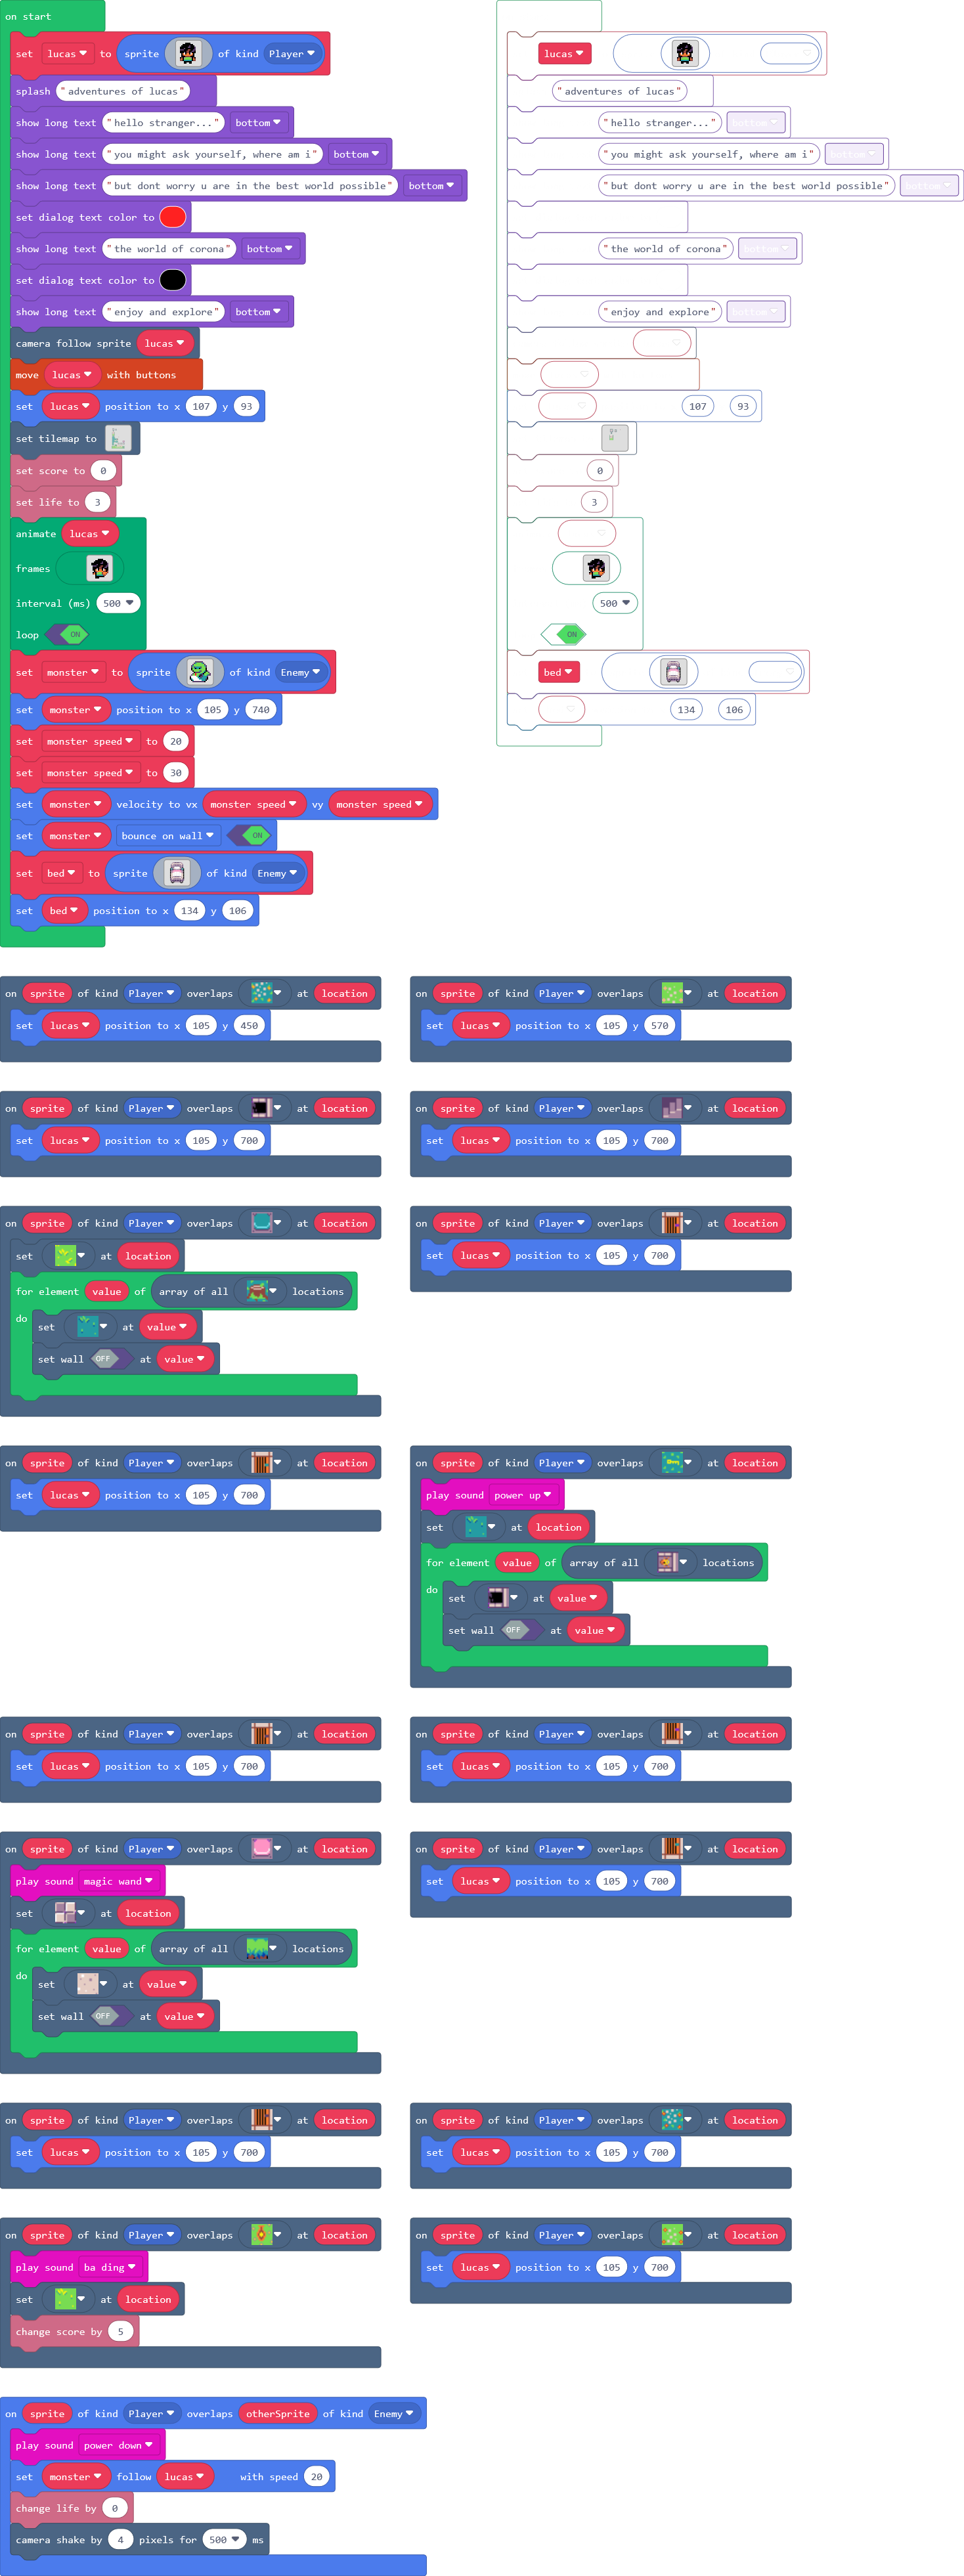 on start
set lucas to sprite of kind Player
splash "adventures of lucas"
show long text "hello stranger..." bottom
show long text "you might ask yourself, where am i" bottom
show long text "but dont worry u are in the best world possible" bottom
set dialog text color to
show long text "the world of corona" bottom
set dialog text color to
show long text "enjoy and explore" bottom
camera follow sprite lucas
move lucas with buttons
set lucas position to x 107 y 93
set tilemap to
set score to 0
set life to 3
animate lucas
frames
interval (ms) 500
loop ON
set monster to sprite of kind Enemy
set monster position to x 105 y 740
set monster speed to 20
set monster speed to 30
set monster velocity to vx monster speed vy monster speed
set monster bounce on wall ON
set bed to sprite of kind Enemy
set bed position to x 134 y 106
lucas
"adventures of lucas"
"hello stranger..." bottom
"you might ask yourself, where am i" bottom
"but dont worry u are in the best world possible" bottom
"the world of corona" bottom
"enjoy and explore" bottom
107 93
0
3
500
ON
bed
134 106
on sprite of kind Player overlaps at location
set lucas position to x 105 y 450
on sprite of kind Player overlaps at location
set lucas position to x 105 y 570
on sprite of kind Player overlaps at location
set lucas position to x 105 y 700
on sprite of kind Player overlaps at location
set lucas position to x 105 y 700
on sprite of kind Player overlaps at location
set at location
for element value of array of all locations
do set at value
set wall OFF at value
on sprite of kind Player overlaps at location
set lucas position to x 105 y 700
on sprite of kind Player overlaps at location
set lucas position to x 105 y 700
on sprite of kind Player overlaps at location
play sound power up
set at location
for element value of array of all locations
do set at value
set wall OFF at value
on sprite of kind Player overlaps at location
set lucas position to x 105 y 700
on sprite of kind Player overlaps at location
set lucas position to x 105 y 700
on sprite of kind Player overlaps at location
play sound magic wand
set at location
for element value of array of all locations
do set at value
set wall OFF at value
on sprite of kind Player overlaps at location
set lucas position to x 105 y 700
on sprite of kind Player overlaps at location
set lucas position to x 105 y 700
on sprite of kind Player overlaps at location
set lucas position to x 105 y 700
on sprite of kind Player overlaps at location
play sound ba ding
set at location
change score by 5
on sprite of kind Player overlaps at location
set lucas position to x 105 y 700
on sprite of kind Player overlaps otherSprite of kind Enemy
play sound power down
set monster follow lucas with speed 20
change life by 0
camera shake by 4 pixels for 500 ms